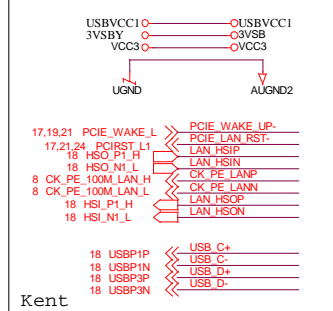 USBVCC1 USBVCC1
3VSBY 3VSB
VCC3 VCC3
UGND AUGND2
17,19,21 PCIE_WAKE_L PCIE_WAKE_UP-
17,21,24 PCIRST_L1 PCIE_LAN_RST-
18 HSO_P1_H LAN_HSIP
18 HSO_N1_L LAN_HSIN
8 CK_PE_100M_LAN_H CK_PE_LANP
8 CK_PE_100M_LAN_L CK_PE_LANN
18 HSI_P1_H LAN_HSOP
18 HSI_N1_L LAN_HSON
18 USBP1P USB_C+
18 USBP1N USB_C-
18 USBP3P USB_D+
18 USBP3N USB_D-
Kent